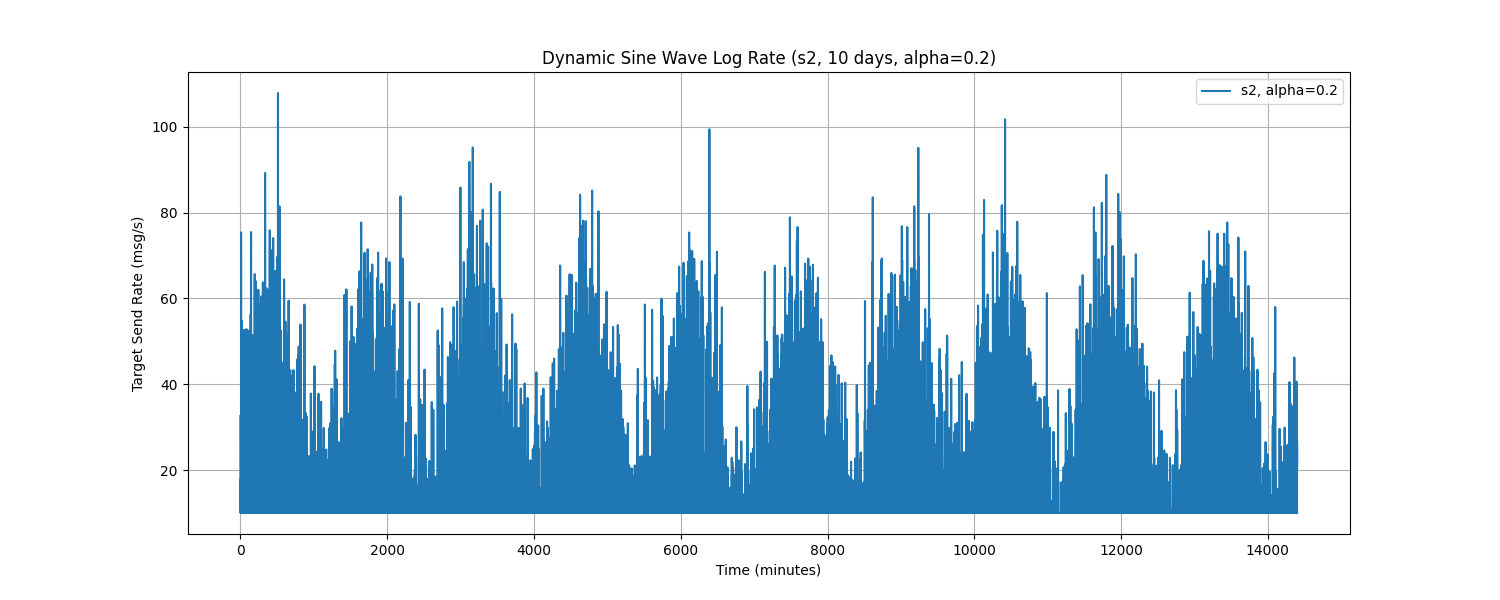 Dynamic Sine Wave Log Rate (s2, 10 days, alpha=0.2)
s2, alpha=0.2
Target Send Rate (msg/s)
100
80
60
40
20
0 2000 4000 6000 8000 10000 12000 14000
Time (minutes)